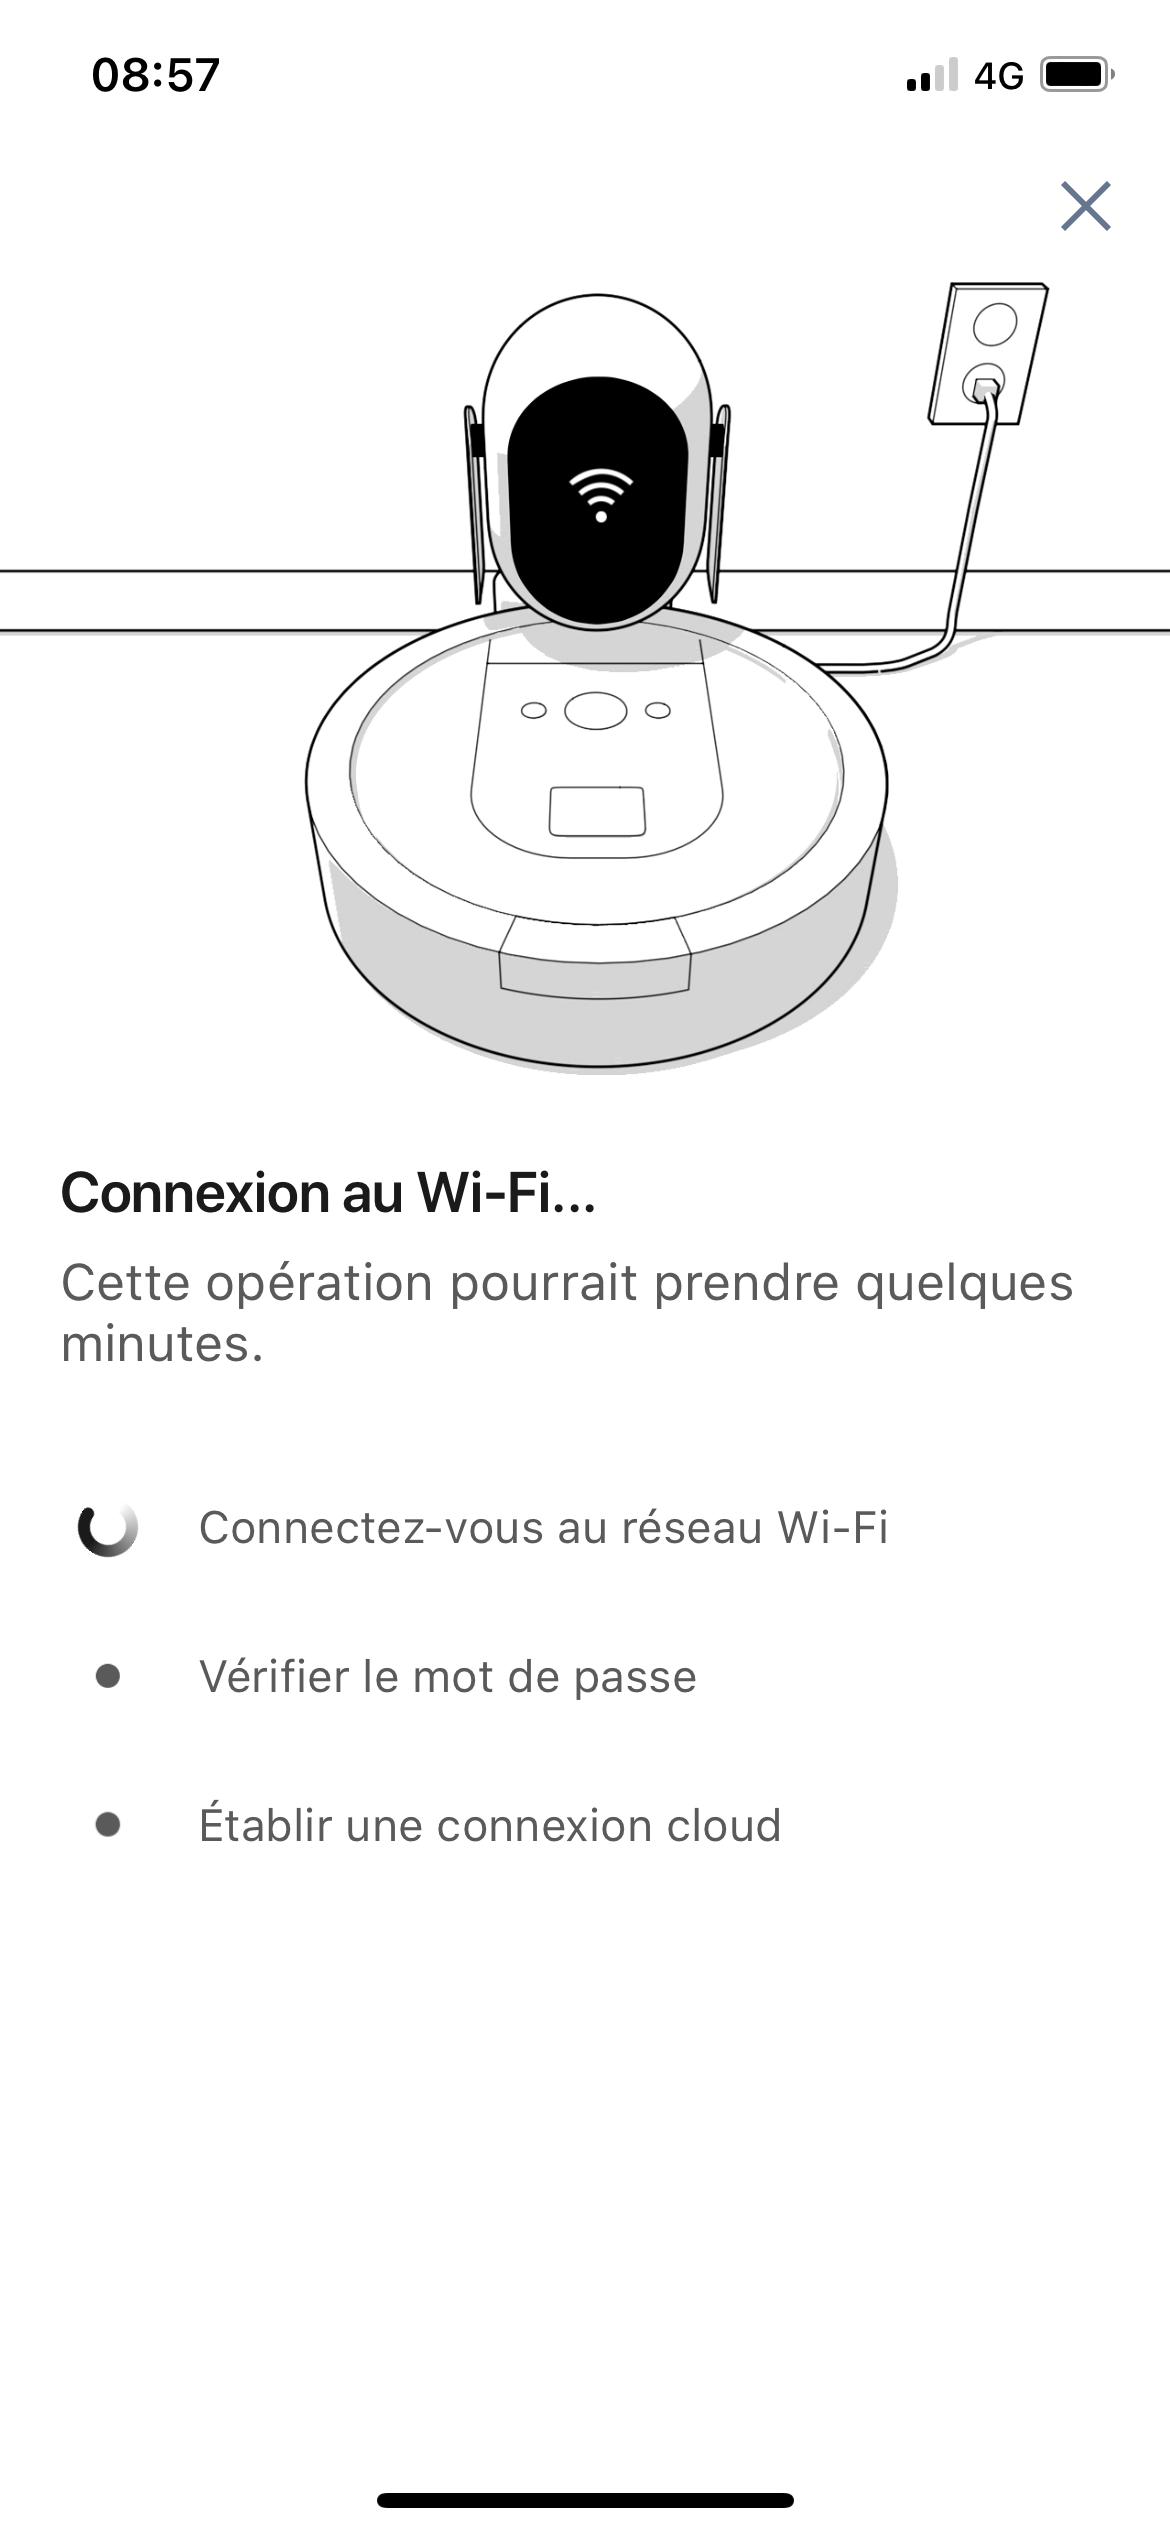 08:57
4G
Connexion au Wi-Fi...
Cette opération pourrait prendre quelques
minutes.
Connectez-vous au réseau Wi-Fi
Vérifier le mot de passe
Établir une connexion cloud